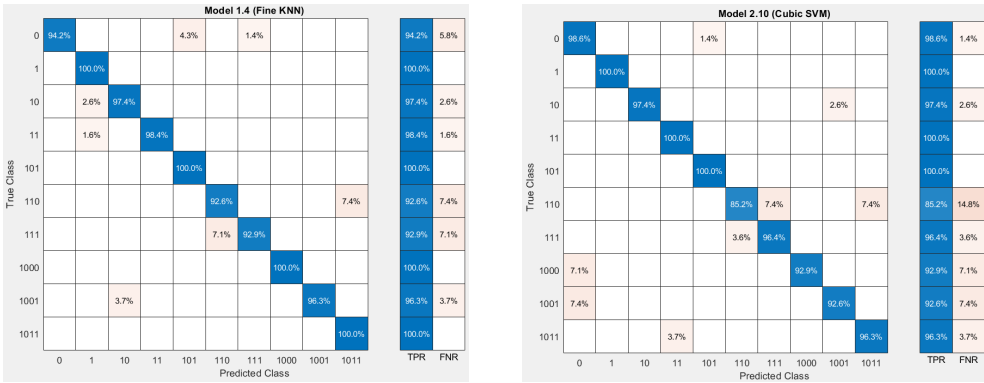 Model 1.4 (Fine KNN)
0 94.2% 4.3% 1.4% 94.2% 5.8%
1 100.0% 100.0%
10 2.6% 97.4% 97.4% 2.6%
11 1.6% 98.4% 98.4% 1.6%
101 100.0% 100.0%
110 92.6% 7.4% 92.6% 7.4%
111 7.1% 92.9% 92.9% 7.1%
1000 100.0% 100.0%
1001 3.7% 96.3% 96.3% 3.7%
1011 100.0% 100.0%
0 1 10 11 101 110 111 1000 1001 1011 TPR FNR
Predicted Class
True Class
Model 2.10 (Cubic SVM)
0 98.6% 1.4% 98.6% 1.4%
1 100.0% 100.0%
10 97.4% 2.6% 97.4% 2.6%
11 100.0% 100.0%
101 100.0% 100.0%
110 85.2% 7.4% 7.4% 85.2% 14.8%
111 3.6% 96.4% 96.4% 3.6%
1000 7.1% 92.9% 92.9% 7.1%
1001 7.4% 92.6% 92.6% 7.4%
1011 3.7% 96.3% 96.3% 3.7%
0 1 10 11 101 110 111 1000 1001 1011 TPR FNR
Predicted Class
True Class